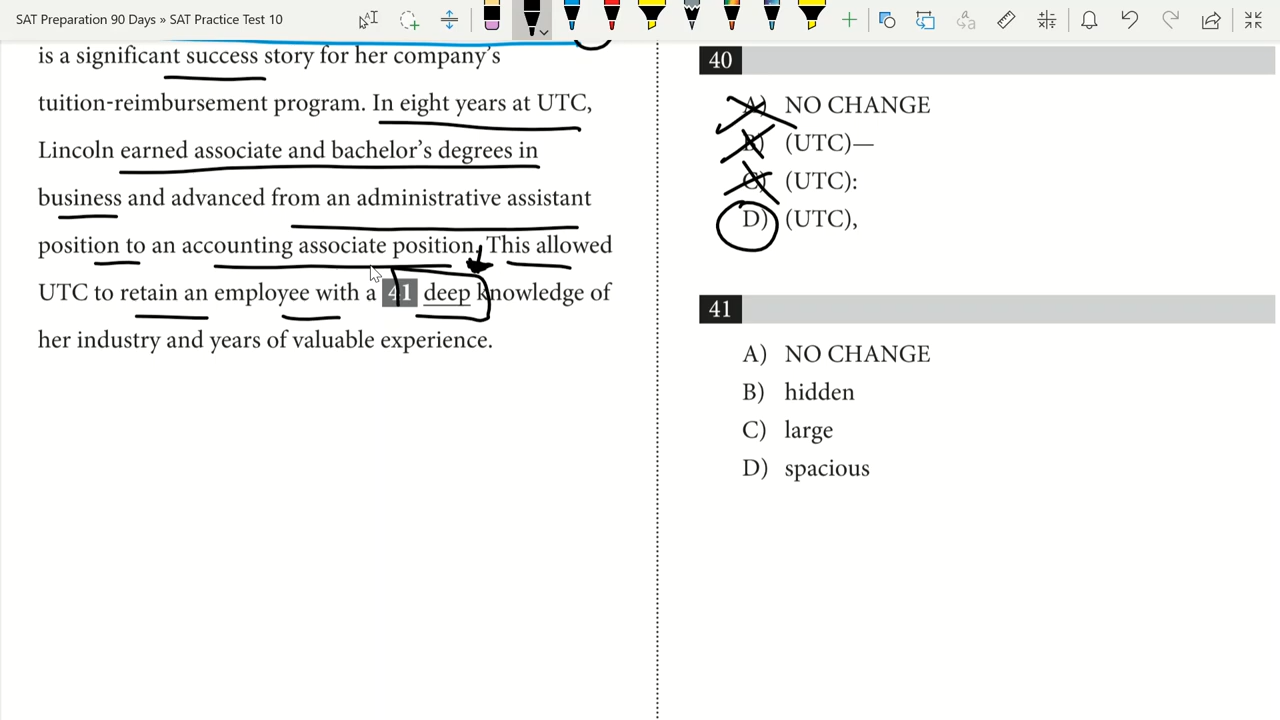 SAT Preparation 90 Days » SAT Practice Test 10
is a significant success story for her company's
tuition-reimbursement program. In eight years at UTC,
Lincoln earned associate and bachelor's degrees in
business and advanced from an administrative assistant
position to an accounting associate position. This allowed
UTC to retain an employee with a 41 deep knowledge of
her industry and years of valuable experience.
40
A) NO CHANGE
B) (UTC)—
C) (UTC):
D) (UTC),
41
A) NO CHANGE
B) hidden
C) large
D) spacious